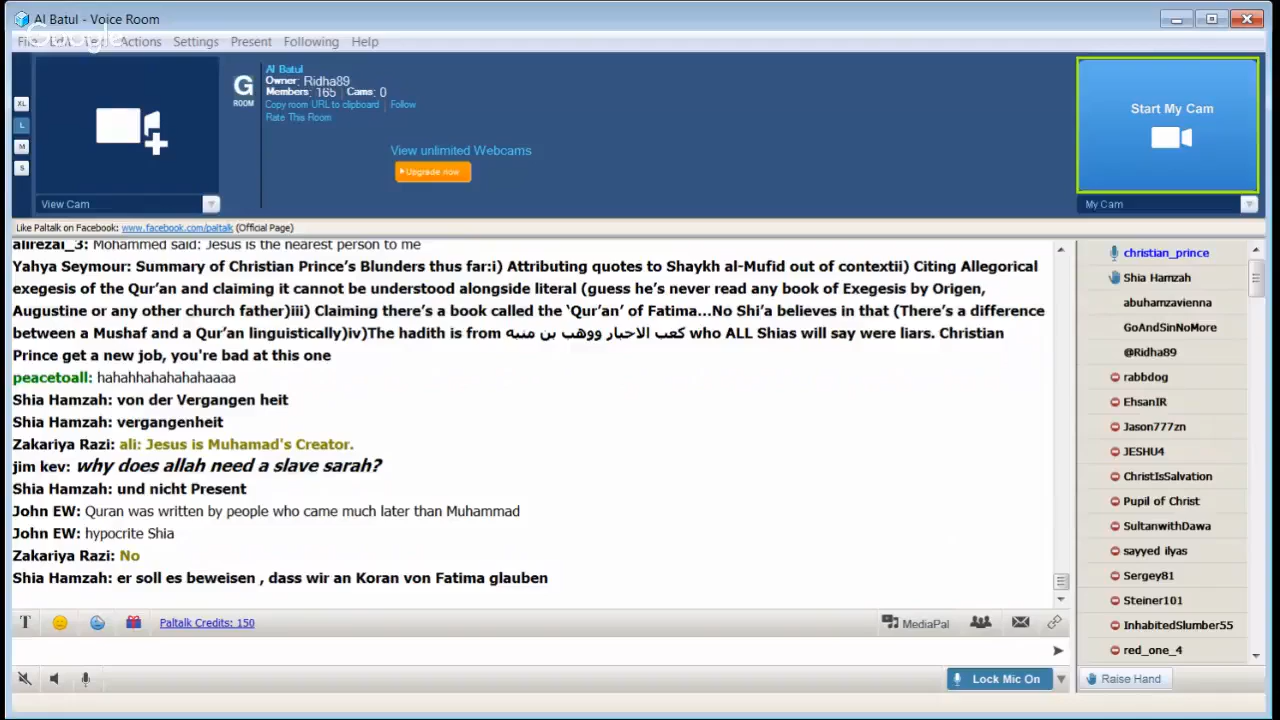 Al Batul - Voice Room
Google
File Edit Text Actions Settings Present Following Help
Al Batul
Owner: Ridha89
Members: 165 Cams: 0
Copy room URL to clipboard | Follow
Rate This Room
G
ROOM
XL
L
M
S
View unlimited Webcams
Upgrade now
Start My Cam
View Cam
My Cam
Like Paltalk on Facebook: www.facebook.com/paltalk (Official Page)
alirezai_3: Mohammed said: Jesus is the nearest person to me
Yahya Seymour: Summary of Christian Prince's Blunders thus far:i) Attributing quotes to Shaykh al-Mufid out of contextii) Citing Allegorical
exegesis of the Qur'an and claiming it cannot be understood alongside literal (guess he's never read any book of Exegesis by Origen,
Augustine or any other church father)iii) Claiming there's a book called the 'Qur'an' of Fatima...No Shi'a believes in that (There's a difference
between a Mushaf and a Qur'an linguistically)iv)The hadith is from كعب الاحبار ووهب بن منبه who ALL Shias will say were liars. Christian
Prince get a new job, you're bad at this one
peacetoall: hahahhahahahahaaaa
Shia Hamzah: von der Vergangen heit
Shia Hamzah: vergangenheit
Zakariya Razi: ali: Jesus is Muhamad's Creator.
jim kev: why does allah need a slave sarah?
Shia Hamzah: und nicht Present
John EW: Quran was written by people who came much later than Muhammad
John EW: hypocrite Shia
Zakariya Razi: No
Shia Hamzah: er soll es beweisen , dass wir an Koran von Fatima glauben
christian_prince
Shia Hamzah
abuhamzavienna
GoAndSinNoMore
@Ridha89
rabbdog
EhsanIR
Jason777zn
JESHU4
ChristIsSalvation
Pupil of Christ
SultanwithDawa
sayyed ilyas
Sergey81
Steiner101
InhabitedSlumber55
red_one_4
T Paltalk Credits: 150 MediaPal
Lock Mic On
Raise Hand